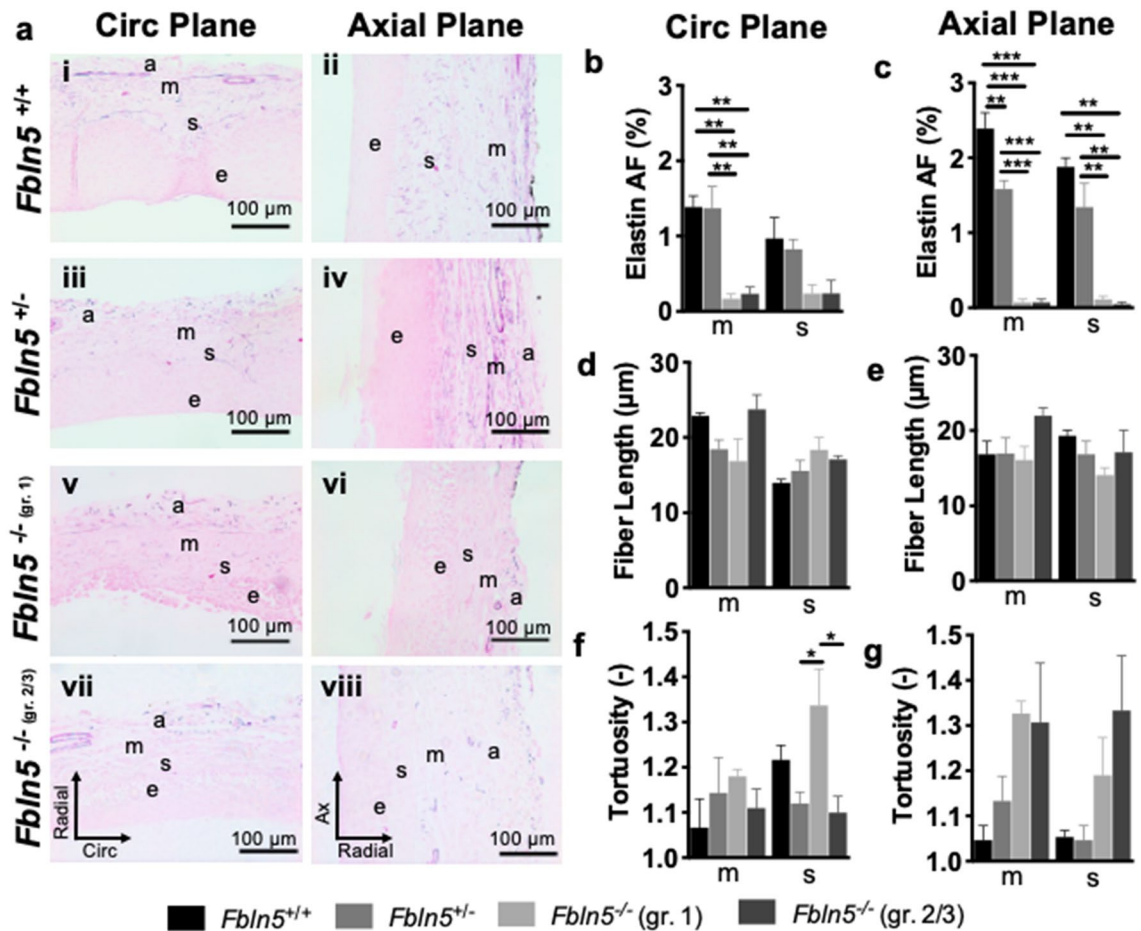 a
Circ Plane
Axial Plane
Fbln5 +/+
i
a
m
s
e
100 µm
ii
e
s
m
100 µm
Fbln5 +/-
iii
a
m
s
e
100 µm
iv
e
s
m
a
100 µm
Fbln5 -/- (gr. 1)
v
a
m
s
e
100 µm
vi
e
s
m
a
100 µm
Fbln5 -/- (gr. 2/3)
vii
a
m
s
e
Radial
Circ
100 µm
viii
m
a
s
e
Ax
Radial
100 µm
Circ Plane
Axial Plane
b
Elastin AF (%)
3
2
1
0
**
**
**
**
m
s
c
Elastin AF (%)
3
2
1
0
***
***
**
***
***
**
**
**
**
m
s
d
Fiber Length (µm)
30
20
10
0
m
s
e
Fiber Length (µm)
30
20
10
0
m
s
f
Tortuosity (-)
1.5
1.4
1.3
1.2
1.1
1.0
*
*
m
s
g
Tortuosity (-)
1.5
1.4
1.3
1.2
1.1
1.0
m
s
Fbln5+/+
Fbln5+/-
Fbln5-/- (gr. 1)
Fbln5-/- (gr. 2/3)